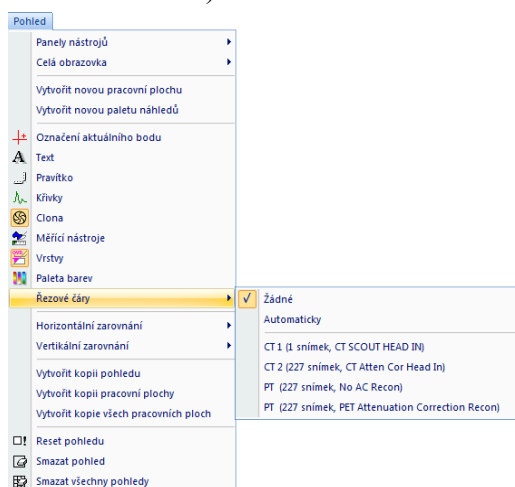 )
Pohled
Panely nástrojů
Celá obrazovka
Vytvořit novou pracovní plochu
Vytvořit novou paletu náhledů
Označení aktuálního bodu
Text
Pravítko
Křivky
Clona
Měřící nástroje
Vrstvy
Paleta barev
Řezové čáry
Žádné
Automaticky
CT 1 (1 snímek, CT SCOUT HEAD IN)
CT 2 (227 snímek, CT Atten Cor Head In)
PT (227 snímek, No AC Recon)
PT (227 snímek, PET Attenuation Correction Recon)
Horizontální zarovnání
Vertikální zarovnání
Vytvořit kopii pohledu
Vytvořit kopii pracovní plochy
Vytvořit kopie všech pracovních ploch
Reset pohledu
Smazat pohled
Smazat všechny pohledy